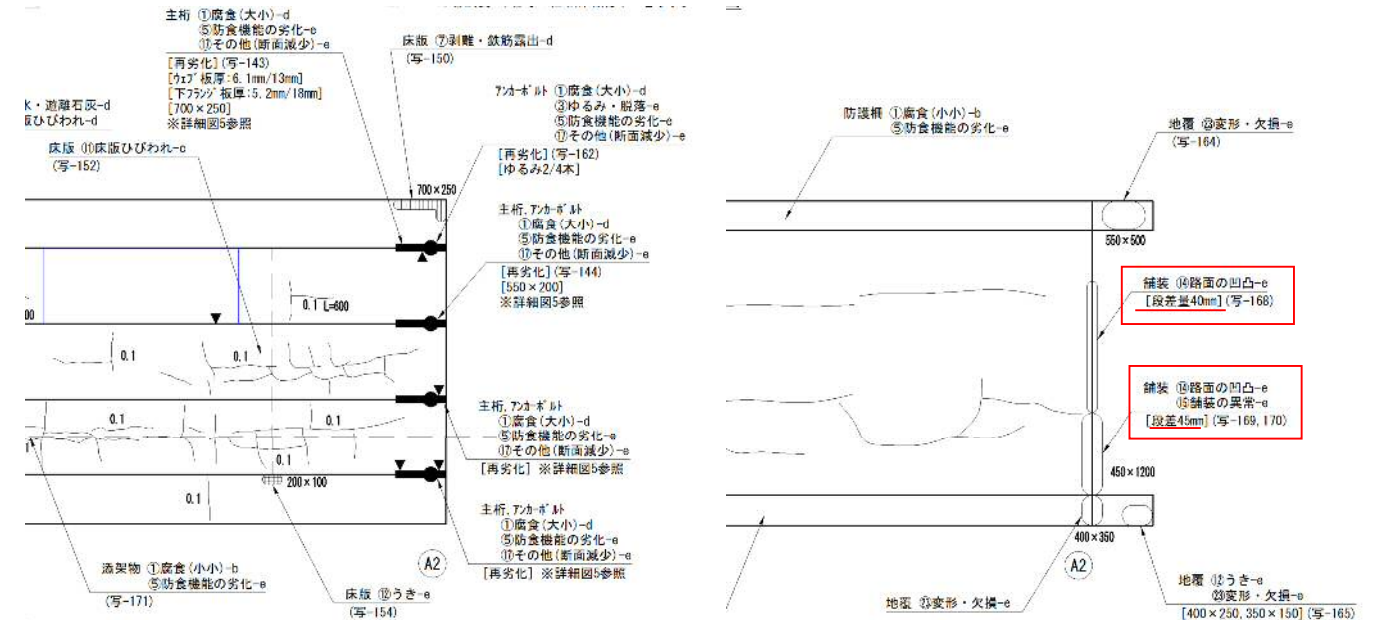 主桁 ①腐食(大小)-d
⑤防食機能の劣化-e
⑰その他(断面減少)-e
[再劣化](写-143)
[ウェブ板厚:6.1mm/13mm]
[下フランジ板厚:5.2mm/18mm]
[700×250]
※詳細図5参照
床版 ⑦剥離・鉄筋露出-d
(写-150)
水・遊離石灰-d
版ひびわれ-d
床版 ⑪床版ひびわれ-c
(写-152)
アンカーボルト ①腐食(大小)-d
③ゆるみ・脱落-e
⑤防食機能の劣化-e
⑰その他(断面減少)-e
[再劣化](写-162)
[ゆるみ2/4本]
700×250
主桁,アンカーボルト
①腐食(大小)-d
⑤防食機能の劣化-e
⑰その他(断面減少)-e
[再劣化](写-144)
[550×200]
※詳細図5参照
0.1 L=600
00
0.1
0.1
主桁,アンカーボルト
①腐食(大小)-d
⑤防食機能の劣化-e
⑰その他(断面減少)-e
[再劣化] ※詳細図5参照
0.1
0.1
0.1
200×100
0.1
主桁,アンカーボルト
①腐食(大小)-d
⑤防食機能の劣化-e
⑰その他(断面減少)-e
[再劣化] ※詳細図5参照
A2
添架物 ①腐食(小小)-b
⑤防食機能の劣化-e
(写-171)
床版 ⑫うき-e
(写-154)
防護柵 ①腐食(小小)-b
⑤防食機能の劣化-e
地覆 ㉓変形・欠損-e
(写-164)
550×500
舗装 ⑭路面の凹凸-e
[段差量40mm](写-168)
舗装 ⑭路面の凹凸-e
⑮舗装の異常-e
[段差45mm](写-169,170)
450×1200
400×350
A2
地覆 ㉓変形・欠損-e
地覆 ⑫うき-e
㉓変形・欠損-e
[400×250,350×150](写-165)